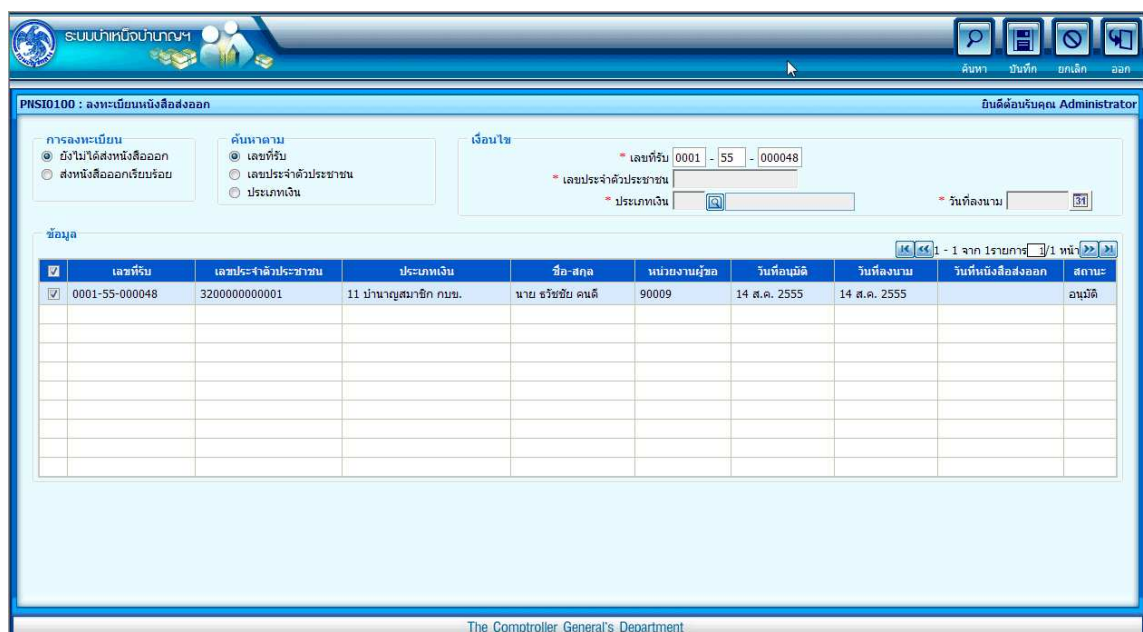 ระบบบำเหน็จบำนาญฯ
ค้นหา บันทึก ยกเลิก ออก
PNSI0100 : ลงทะเบียนหนังสือส่งออก ยินดีต้อนรับคุณ Administrator
การลงทะเบียน ค้นหาตาม เงื่อนไข
ยังไม่ได้ส่งหนังสือออก เลขที่รับ * เลขที่รับ 0001 - 55 - 000048
ส่งหนังสือออกเรียบร้อย เลขประจำตัวประชาชน * เลขประจำตัวประชาชน
ประเภทเงิน * ประเภทเงิน * วันที่ลงนาม 31
ข้อมูล
1 - 1 จาก 1รายการ 1/1 หน้า
เลขที่รับ เลขประจำตัวประชาชน ประเภทเงิน ชื่อ-สกุล หน่วยงานผู้ขอ วันที่อนุมัติ วันที่ลงนาม วันที่หนังสือส่งออก สถานะ
0001-55-000048 3200000000001 11 บำนาญสมาชิก กบข. นาย ธวัชชัย คนดี 90009 14 ส.ค. 2555 14 ส.ค. 2555 อนุมัติ
The Comptroller General's Department